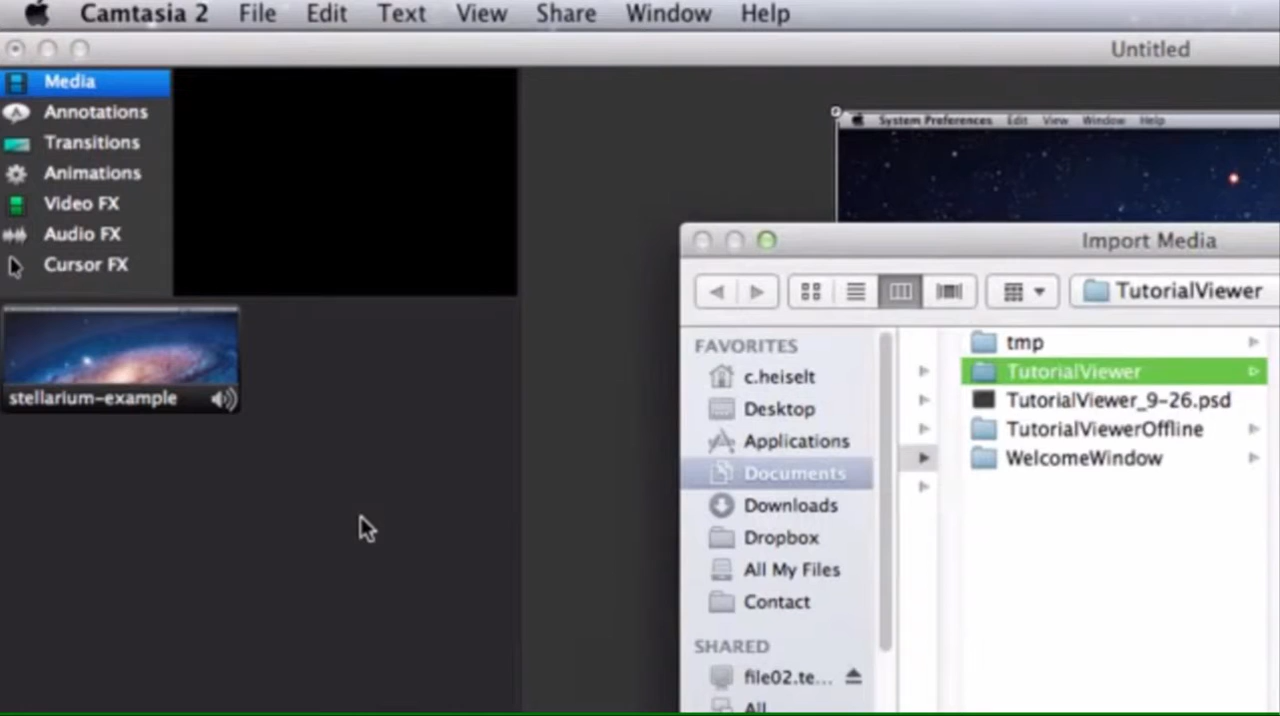 Camtasia 2 File Edit Text View Share Window Help
Untitled
Media
Annotations
Transitions
Animations
Video FX
Audio FX
Cursor FX
stellarium-example
System Preferences Edit View Window Help
Import Media
TutorialViewer
FAVORITES
c.heiselt
Desktop
Applications
Documents
Downloads
Dropbox
All My Files
Contact
SHARED
file02.te...
All
tmp
TutorialViewer
TutorialViewer_9-26.psd
TutorialViewerOffline
WelcomeWindow